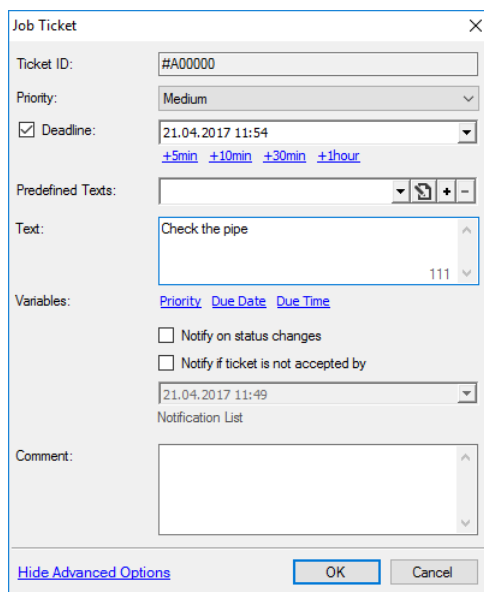 Job Ticket
Ticket ID: #A00000
Priority: Medium
Deadline: 21.04.2017 11:54
+5min +10min +30min +1hour
Predefined Texts:
Text: Check the pipe
111
Variables: Priority Due Date Due Time
Notify on status changes
Notify if ticket is not accepted by
21.04.2017 11:49
Notification List
Comment:
Hide Advanced Options OK Cancel